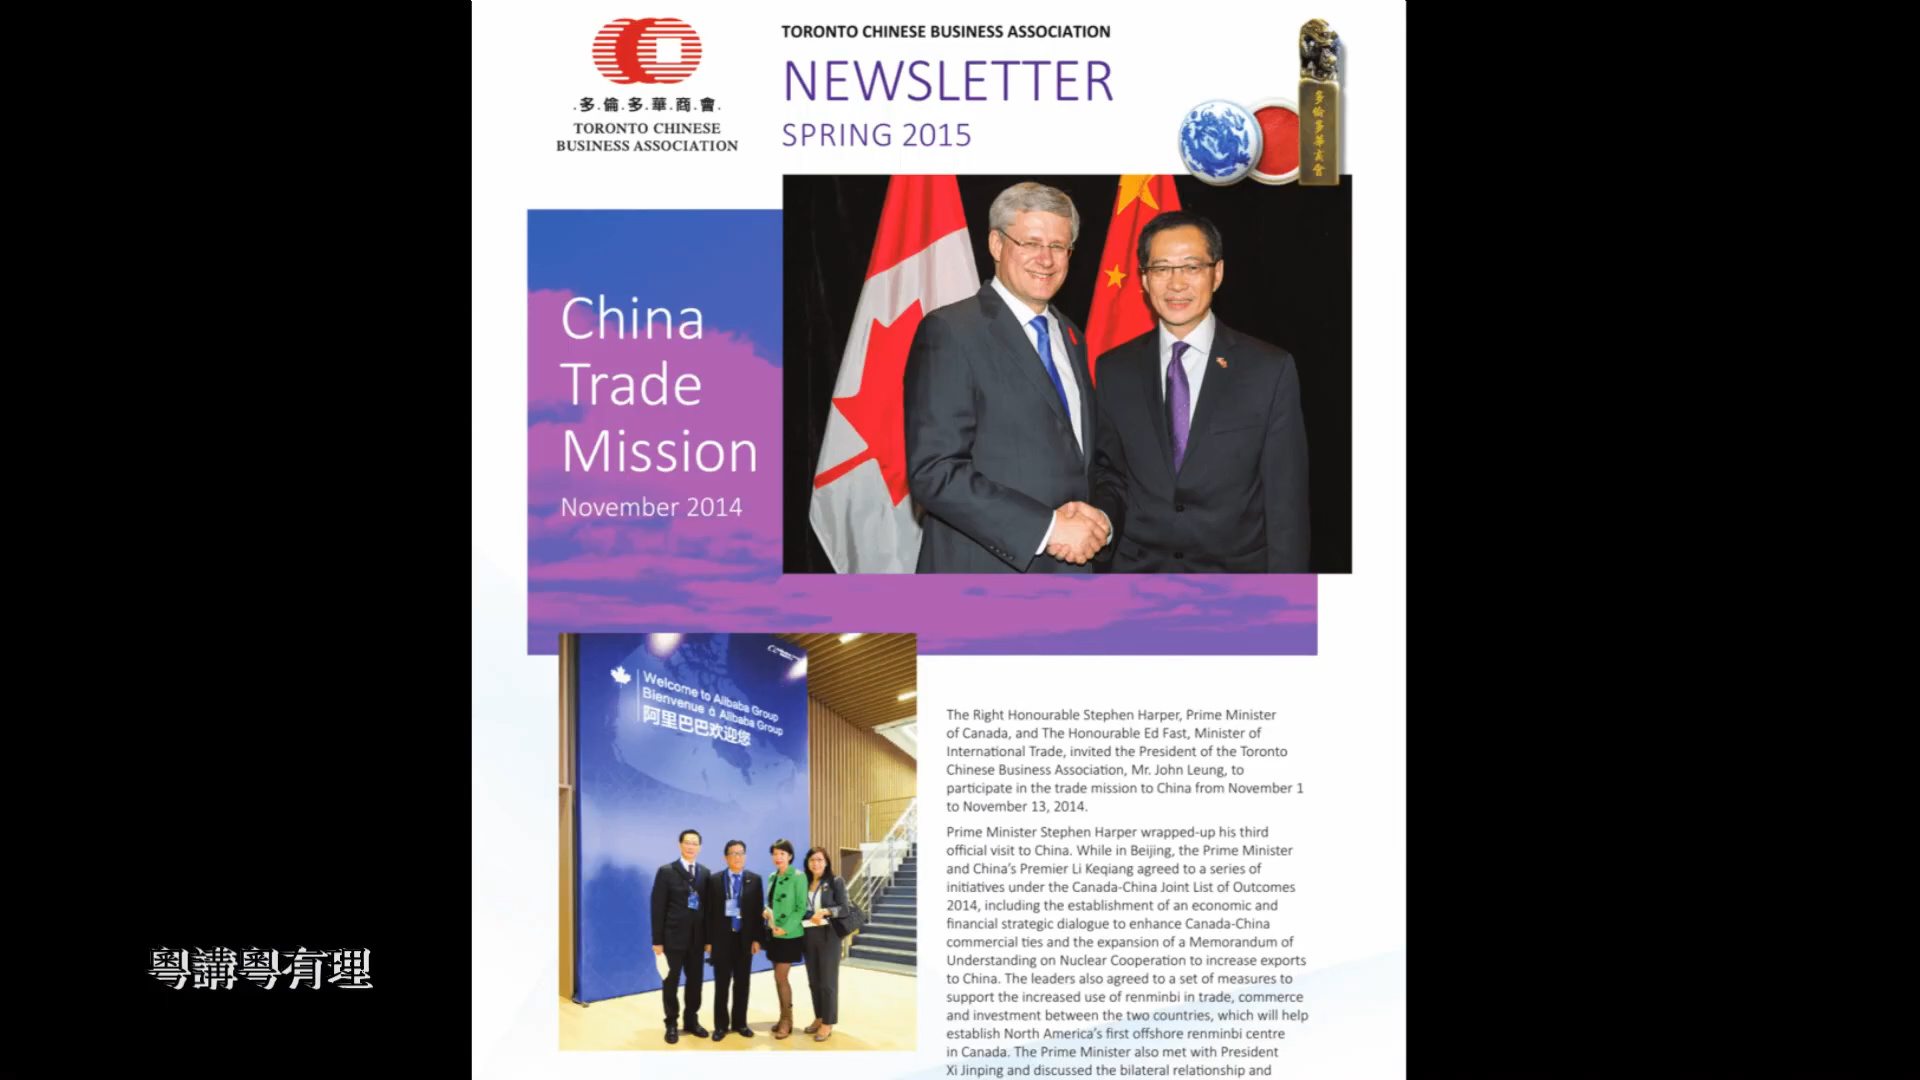 TORONTO CHINESE BUSINESS ASSOCIATION
NEWSLETTER
SPRING 2015
.多.倫.多.華.商.會.
TORONTO CHINESE
BUSINESS ASSOCIATION
多倫多華商會
China
Trade
Mission
November 2014
Welcome to Alibaba Group
Bienvenue à Alibaba Group
阿里巴巴欢迎您
The Right Honourable Stephen Harper, Prime Minister
of Canada, and The Honourable Ed Fast, Minister of
International Trade, invited the President of the Toronto
Chinese Business Association, Mr. John Leung, to
participate in the trade mission to China from November 1
to November 13, 2014.
Prime Minister Stephen Harper wrapped-up his third
official visit to China. While in Beijing, the Prime Minister
and China's Premier Li Keqiang agreed to a series of
initiatives under the Canada-China Joint List of Outcomes
2014, including the establishment of an economic and
financial strategic dialogue to enhance Canada-China
commercial ties and the expansion of a Memorandum of
Understanding on Nuclear Cooperation to increase exports
to China. The leaders also agreed to a set of measures to
support the increased use of renminbi in trade, commerce
and investment between the two countries, which will help
establish North America's first offshore renminbi centre
in Canada. The Prime Minister also met with President
Xi Jinping and discussed the bilateral relationship and
粵講粵有理